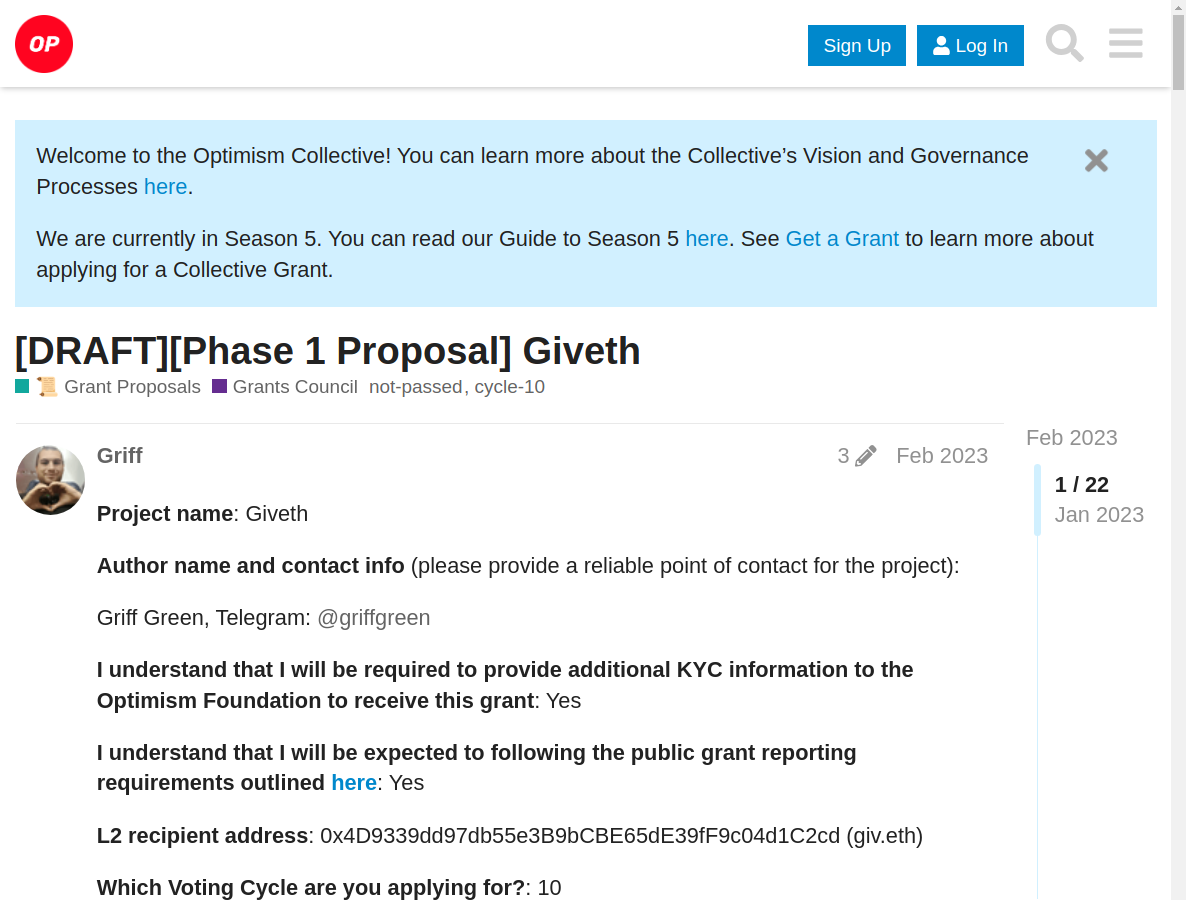 OP
Sign Up
Log In
Welcome to the Optimism Collective! You can learn more about the Collective’s Vision and Governance
Processes here.
We are currently in Season 5. You can read our Guide to Season 5 here. See Get a Grant to learn more about
applying for a Collective Grant.
[DRAFT][Phase 1 Proposal] Giveth
📜 Grant Proposals Grants Council not-passed, cycle-10
Griff
3 Feb 2023
Feb 2023
1 / 22
Jan 2023
Project name: Giveth
Author name and contact info (please provide a reliable point of contact for the project):
Griff Green, Telegram: @griffgreen
I understand that I will be required to provide additional KYC information to the
Optimism Foundation to receive this grant: Yes
I understand that I will be expected to following the public grant reporting
requirements outlined here: Yes
L2 recipient address: 0x4D9339dd97db55e3B9bCBE65dE39fF9c04d1C2cd (giv.eth)
Which Voting Cycle are you applying for?: 10